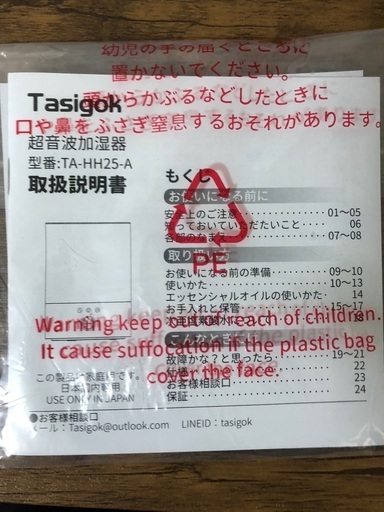 幼児の手の届くところに
置かないでください。
頭からかぶるなどしたときに
口や鼻をふさぎ窒息するおそれがあります。
Tasigok
超音波加湿器
型番:TA-HH25-A
取扱説明書
もくじ
お使いになる前に
安全上のご注意 01~05
知っておいていただきたいこと 06
各部のなまえ 07~08
PE
お使いになる前の準備 09~10
使いかた 10~13
エッセンシャルオイルの使いかた 14
お手入れと保管 15~17
18
Warning keep out of reach of children.
It cause suffocation if the plastic bag
cover the face.
故障かな?と思ったら 19~21
仕様 22
お客様相談口 23
保証 24
この製品は家庭用です。
日本国内専用
USE ONLY IN JAPAN
●お客様相談口
メール：Tasigok@outlook.com LINEID：tasigok